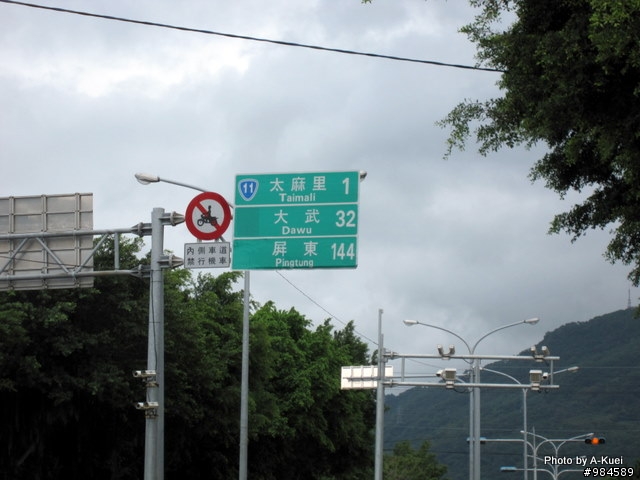 11 太麻里 1
Taimali
大武 32
Dawu
屏東 144
Pingtung
內側車道
禁行機車
Photo by A-Kuei
#984589